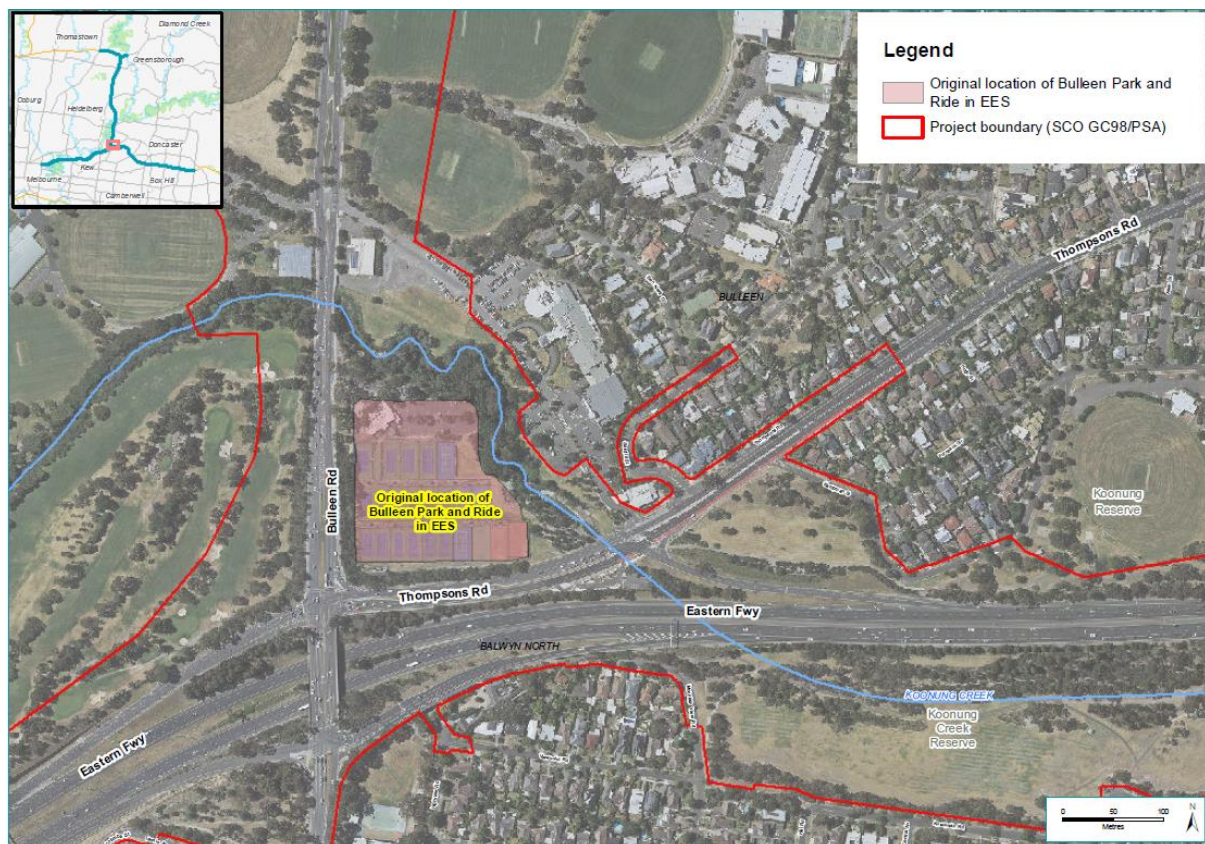 Diamond Creek
Thomastown
Greensborough
Coburg
Heidelberg
Doncaster
Kew
Melbourne
Box Hill
Camberwell
Legend
Original location of Bulleen Park and
Ride in EES
Project boundary (SCO GC98/PSA)
Thompsons Rd
BULLEEN
Bulleen Rd
Original location of
Bulleen Park and Ride
in EES
Koonung
Reserve
Thompsons Rd
Eastern Fwy
BALWYN NORTH
KOONUNG CREEK
Koonung
Creek
Reserve
Eastern Fwy
0 50 100
Metres
N